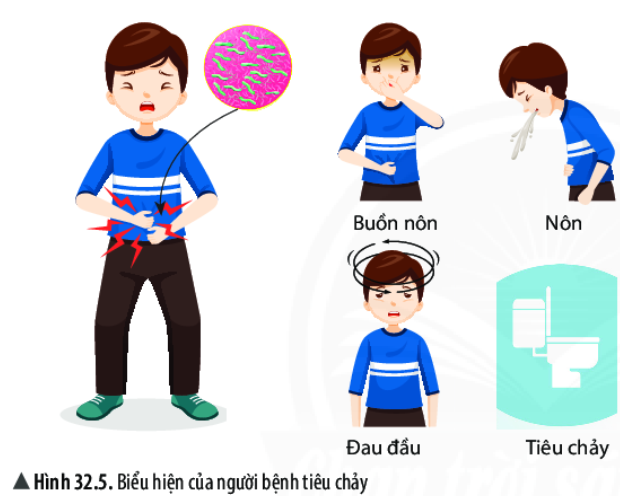 Buồn nôn
Nôn
Đau đầu
Tiêu chảy
▲ Hình 32.5. Biểu hiện của người bệnh tiêu chảy